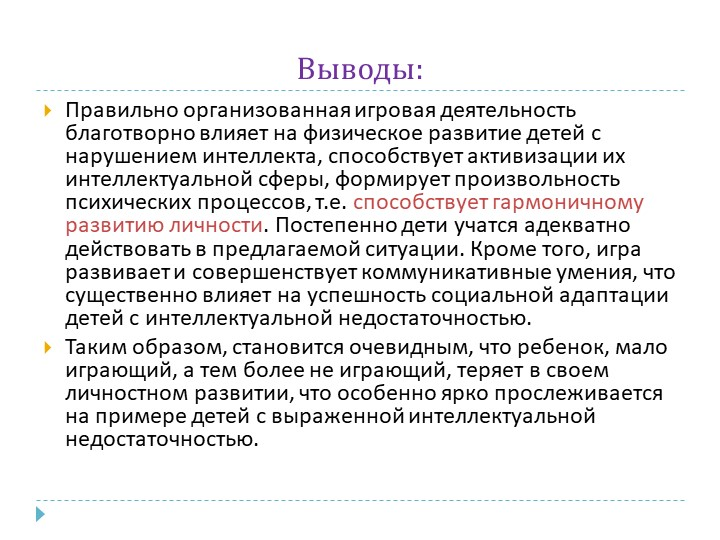 Выводы:
Правильно организованная игровая деятельность
благотворно влияет на физическое развитие детей с
нарушением интеллекта, способствует активизации их
интеллектуальной сферы, формирует произвольность
психических процессов, т.е. способствует гармоничному
развитию личности. Постепенно дети учатся адекватно
действовать в предлагаемой ситуации. Кроме того, игра
развивает и совершенствует коммуникативные умения, что
существенно влияет на успешность социальной адаптации
детей с интеллектуальной недостаточностью.
Таким образом, становится очевидным, что ребенок, мало
играющий, а тем более не играющий, теряет в своем
личностном развитии, что особенно ярко прослеживается
на примере детей с выраженной интеллектуальной
недостаточностью.